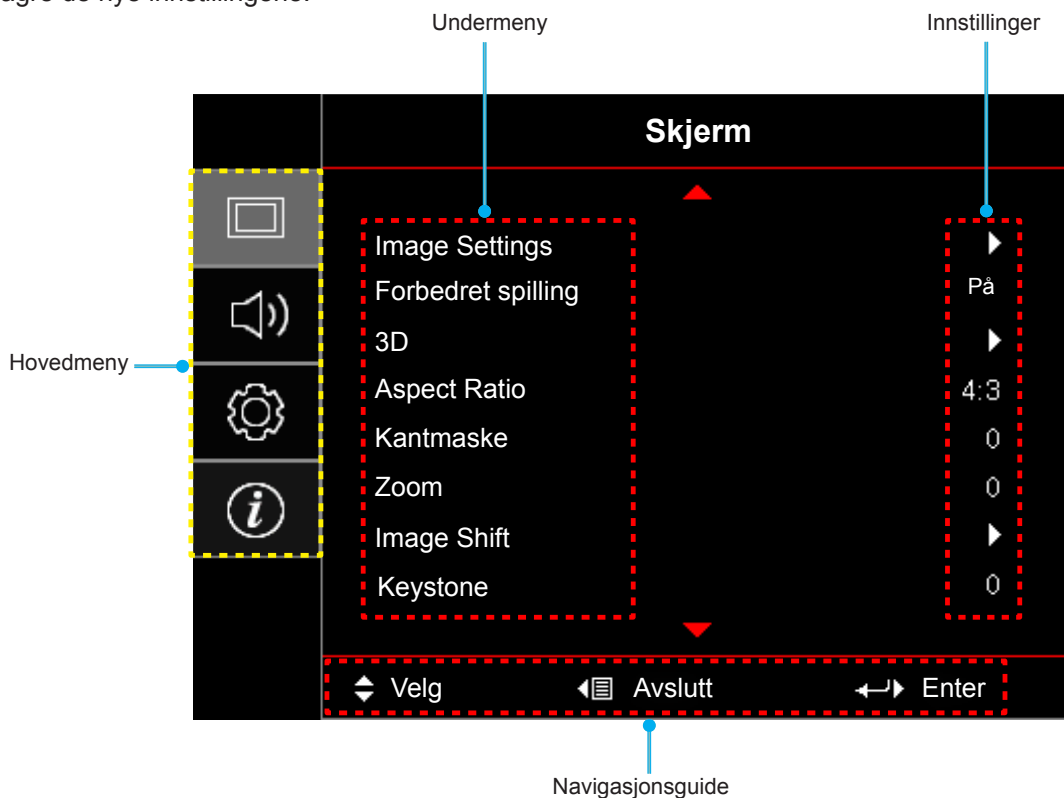 agre de nye innstillingene.
Undermeny
Innstillinger
Skjerm
Image Settings
Forbedret spilling På
3D
Hovedmeny
Aspect Ratio 4:3
Kantmaske 0
Zoom 0
Image Shift
Keystone 0
Velg Avslutt Enter
Navigasjonsguide